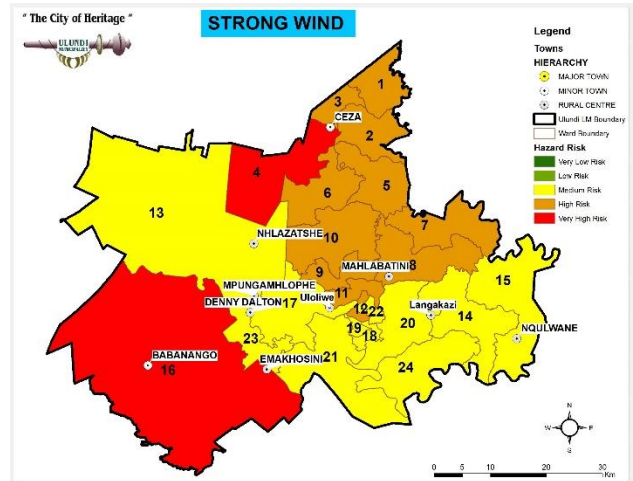 " The City of Heritage "
ULUNDI
MUNICIPALITY
STRONG WIND
Legend
Towns
HIERARCHY
MAJOR TOWN
MINOR TOWN
RURAL CENTRE
Ulundi LM Boundary
Ward Boundary
Hazard Risk
Very Low Risk
Low Risk
Medium Risk
High Risk
Very High Risk
1
3
CEZA
2
4
5
6
13
7
10
NHLAZATSHE
9
MAHLABATINI
8
15
MPUNGAMHLOPHE
11
17
Uloliwe
DENNY DALTON
12
22
Langakazi
20
14
19
18
23
NQULWANE
21
BABANANGO
16
EMAKHOSINI
24
N
S
0 5 10 20 30
Km